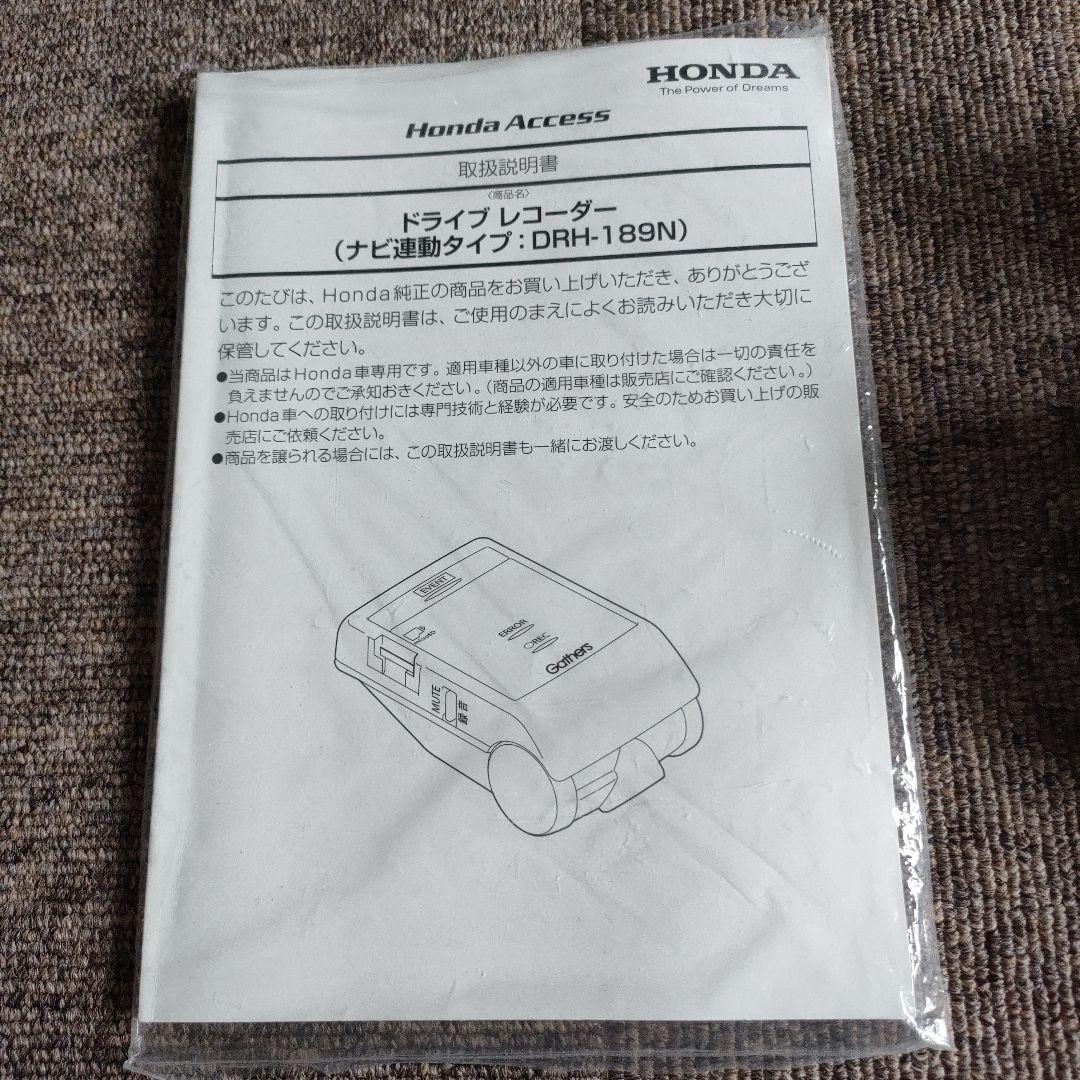 HONDA
The Power of Dreams
Honda Access
取扱説明書
〈商品名〉
ドライブ レコーダー
(ナビ連動タイプ:DRH-189N)
このたびは、Honda純正の商品をお買い上げいただき、ありがとうござ
います。この取扱説明書は、ご使用のまえによくお読みいただき大切に
保管してください。
●当商品はHonda車専用です。適用車種以外の車に取り付けた場合は一切の責任を
負えませんのでご承知おきください。(商品の適用車種は販売店にご確認ください。)
●Honda車への取り付けには専門技術と経験が必要です。安全のためお買い上げの販
売店にご依頼ください。
●商品を譲られる場合には、この取扱説明書も一緒にお渡しください。
EVENT
ERROR
○REC
Gathers
MUTE
録音